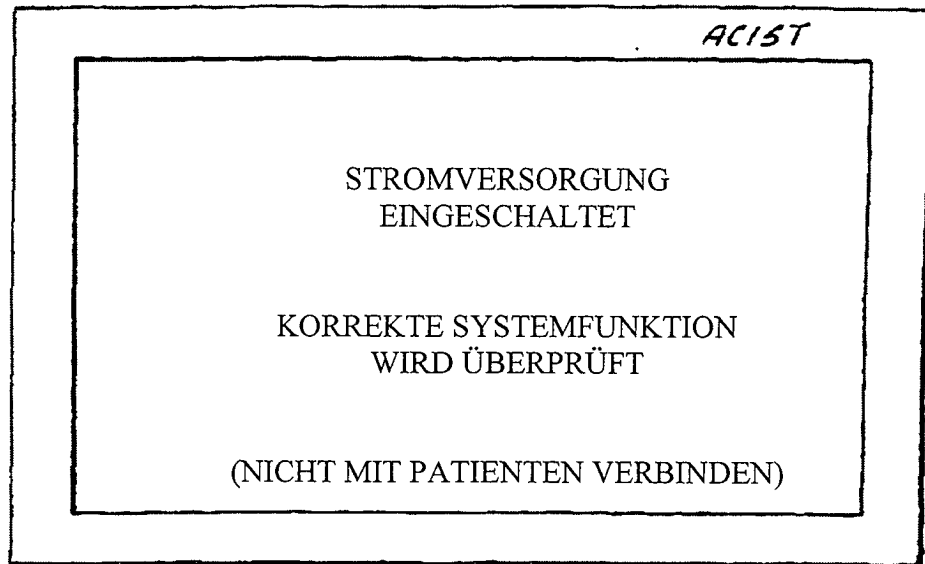 ACIST
STROMVERSORGUNG
EINGESCHALTET
KORREKTE SYSTEMFUNKTION
WIRD ÜBERPRÜFT
(NICHT MIT PATIENTEN VERBINDEN)